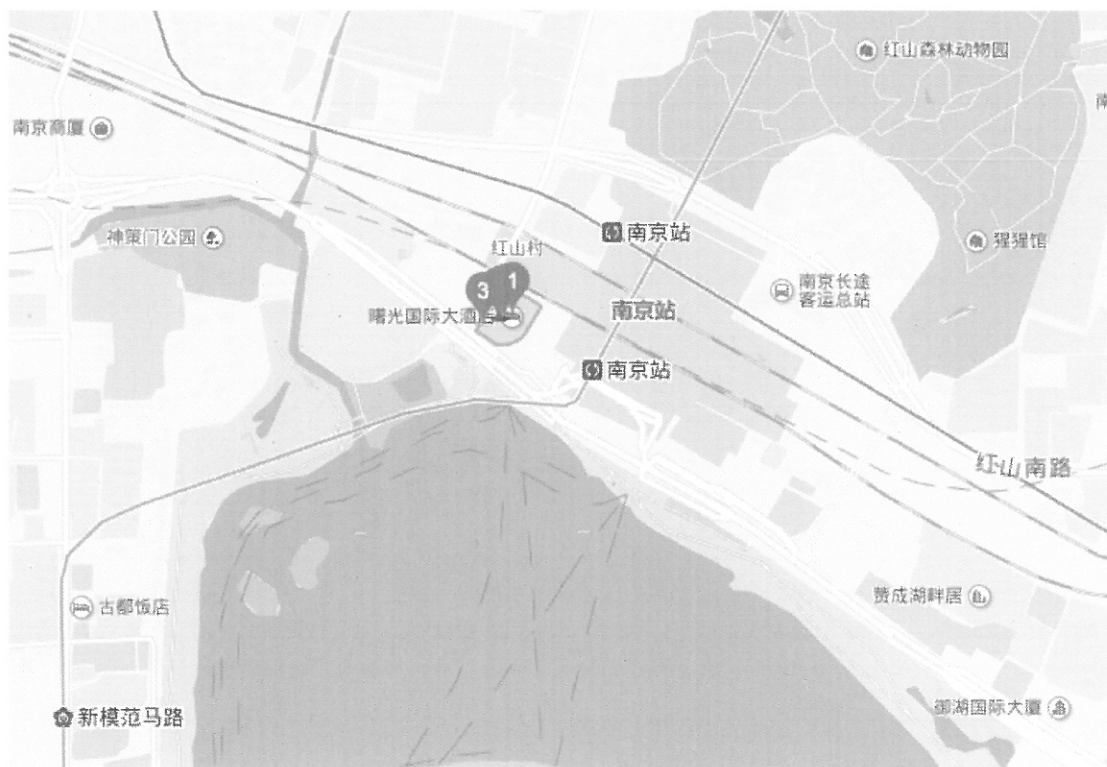 红山森林动物园
南
南京商厦
南京站
神策门公园
红山村
猩猩馆
3
1
南京长途
客运总站
南京站
曙光国际大酒店
南京站
红山南路
赞成湖畔居
古都饭店
御湖国际大厦
新模范马路